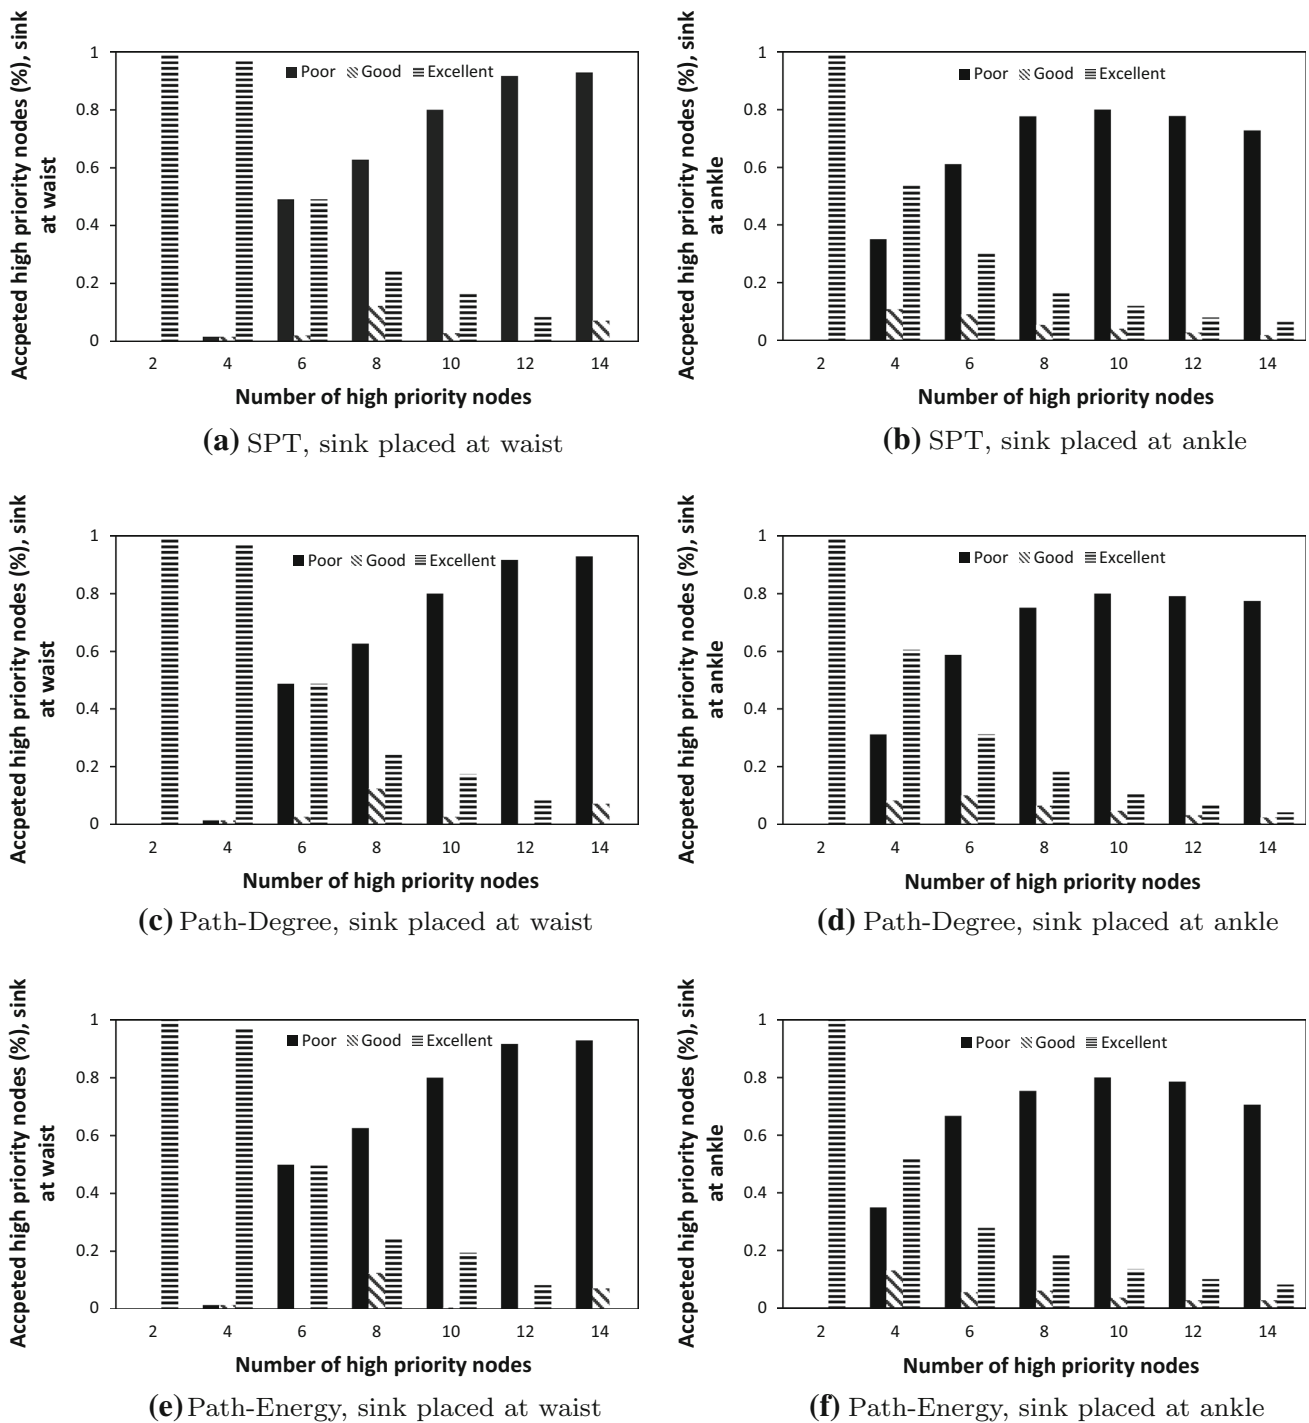 Accpeted high priority nodes (%), sink
at waist
1
0.8
0.6
0.4
0.2
0
Poor Good Excellent
2 4 6 8 10 12 14
Number of high priority nodes
(a) SPT, sink placed at waist
Accpeted high priority nodes (%), sink
at ankle
1
0.8
0.6
0.4
0.2
0
Poor Good Excellent
2 4 6 8 10 12 14
Number of high priority nodes
(b) SPT, sink placed at ankle
Accpeted high priority nodes (%), sink
at waist
1
0.8
0.6
0.4
0.2
0
Poor Good Excellent
2 4 6 8 10 12 14
Number of high priority nodes
(c) Path-Degree, sink placed at waist
Accpeted high priority nodes (%), sink
at ankle
1
0.8
0.6
0.4
0.2
0
Poor Good Excellent
2 4 6 8 10 12 14
Number of high priority nodes
(d) Path-Degree, sink placed at ankle
Accpeted high priority nodes (%), sink
at waist
1
0.8
0.6
0.4
0.2
0
Poor Good Excellent
2 4 6 8 10 12 14
Number of high priority nodes
(e) Path-Energy, sink placed at waist
Accpeted high priority nodes (%), sink
at ankle
1
0.8
0.6
0.4
0.2
0
Poor Good Excellent
2 4 6 8 10 12 14
Number of high priority nodes
(f) Path-Energy, sink placed at ankle